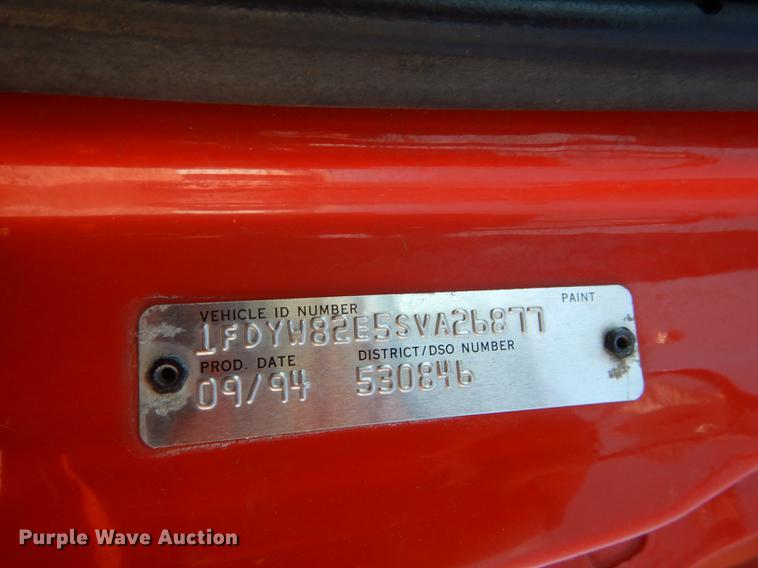 VEHICLE ID NUMBER
PAINT
1FDYW82E5SVA26877
PROD. DATE DISTRICT/DSO NUMBER
09/94 530846
Purple Wave Auction